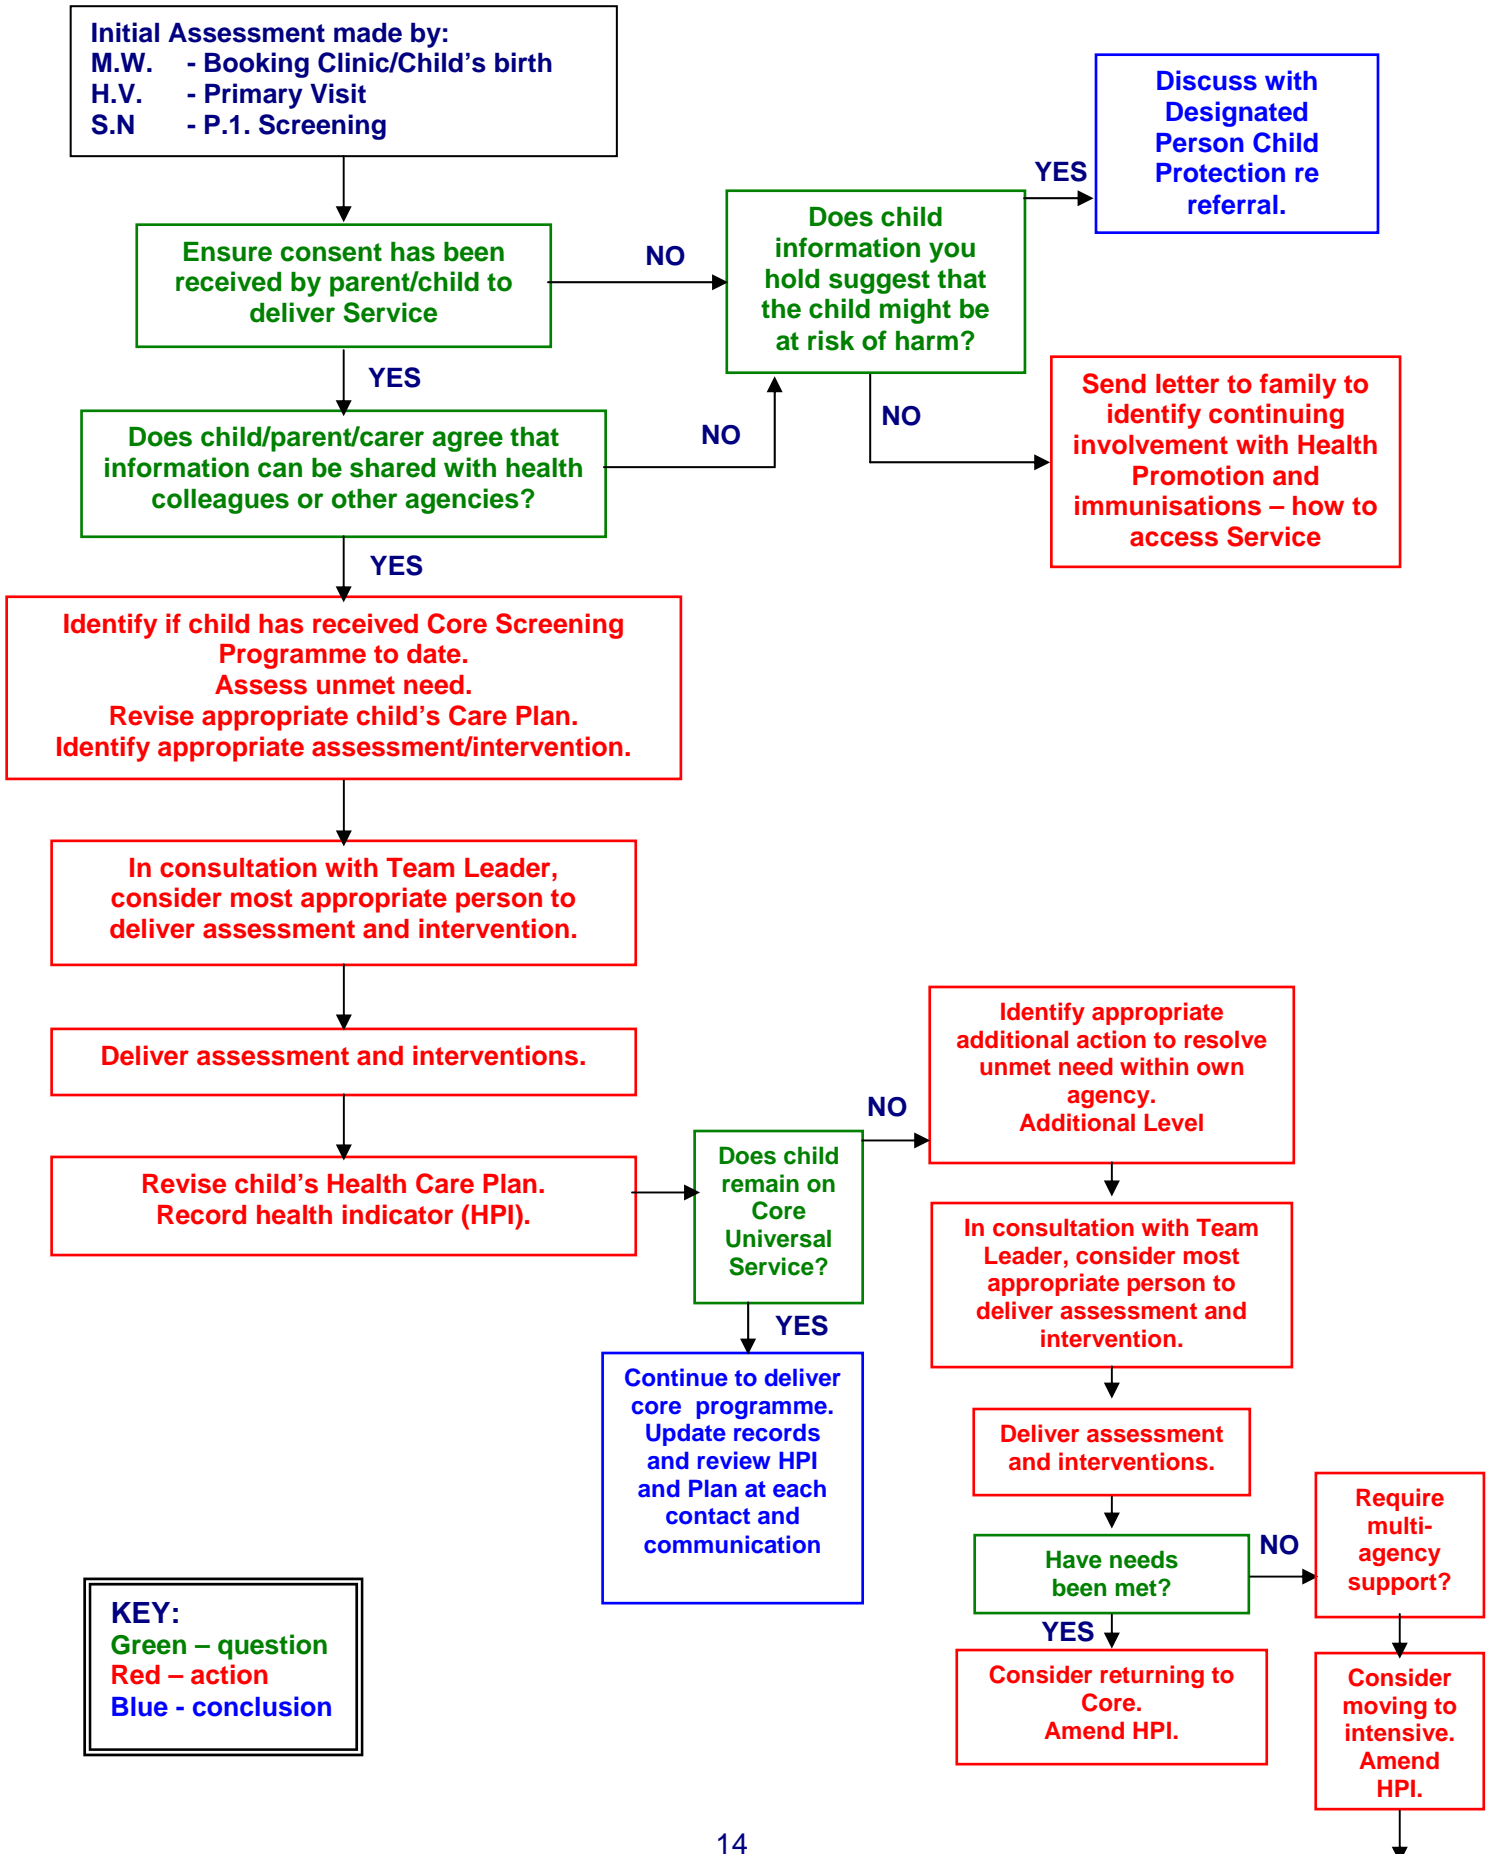 Initial Assessment made by:
M.W. - Booking Clinic/Child's birth
H.V. - Primary Visit
S.N - P.1. Screening
Discuss with
Designated
Person Child
Protection re
referral.
YES
Does child
information you
hold suggest that
the child might be
at risk of harm?
NO
Ensure consent has been
received by parent/child to
deliver Service
YES
NO
Send letter to family to
identify continuing
involvement with Health
Promotion and
immunisations – how to
access Service
Does child/parent/carer agree that
information can be shared with health
colleagues or other agencies?
NO
YES
Identify if child has received Core Screening
Programme to date.
Assess unmet need.
Revise appropriate child's Care Plan.
Identify appropriate assessment/intervention.
In consultation with Team Leader,
consider most appropriate person to
deliver assessment and intervention.
Deliver assessment and interventions.
Revise child's Health Care Plan.
Record health indicator (HPI).
Does child
remain on
Core
Universal
Service?
NO
YES
Identify appropriate
additional action to resolve
unmet need within own
agency.
Additional Level
In consultation with Team
Leader, consider most
appropriate person to
deliver assessment and
intervention.
Continue to deliver
core programme.
Update records
and review HPI
and Plan at each
contact and
communication
Deliver assessment
and interventions.
Have needs
been met?
NO
Require
multi-
agency
support?
YES
Consider returning to
Core.
Amend HPI.
Consider
moving to
intensive.
Amend
HPI.
KEY:
Green – question
Red – action
Blue - conclusion
14